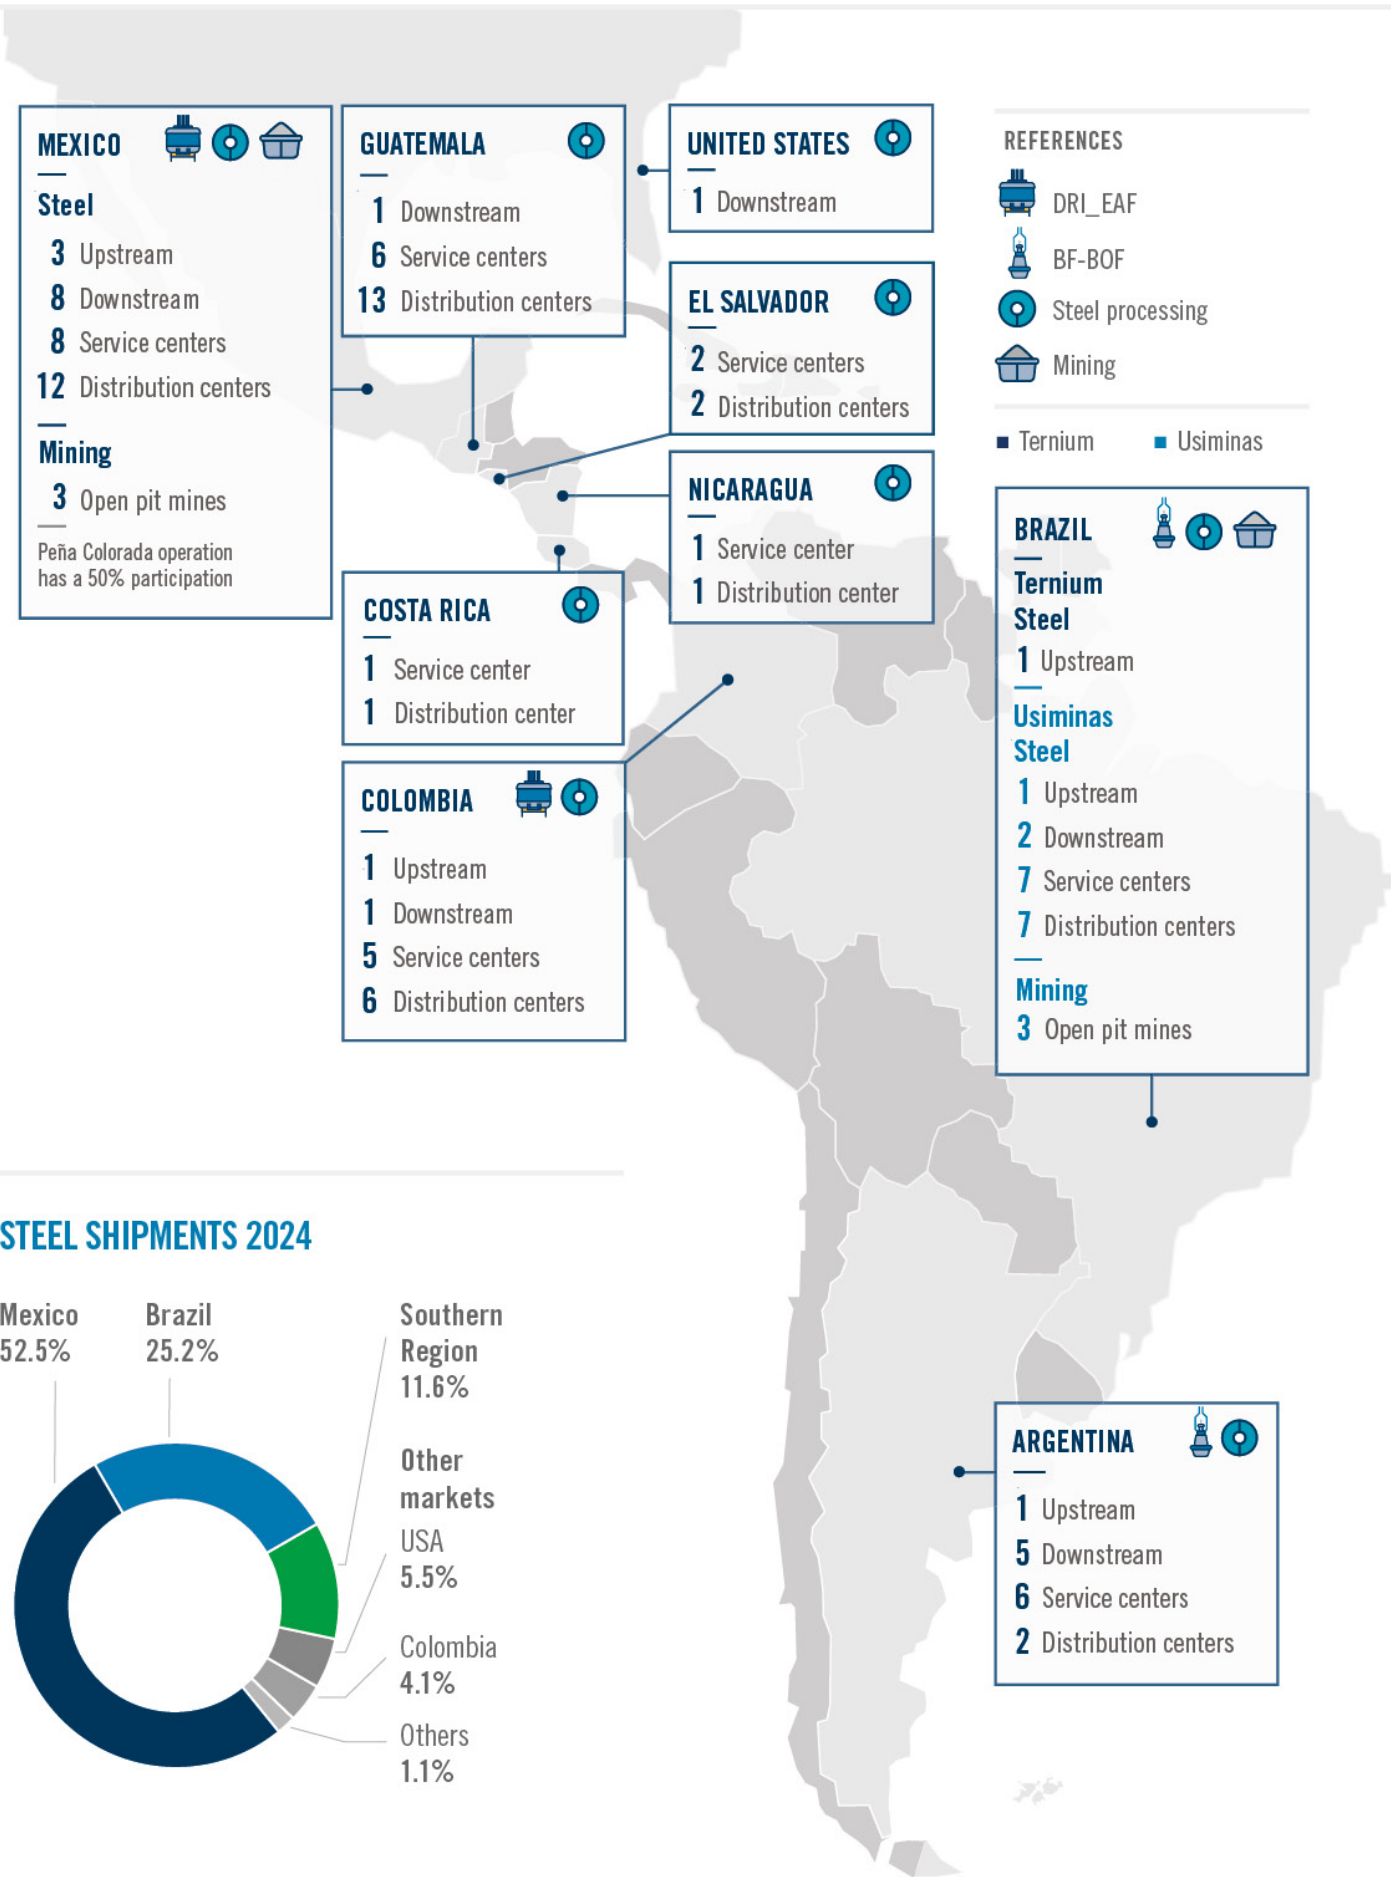 MEXICO
Steel
3 Upstream
8 Downstream
8 Service centers
12 Distribution centers
Mining
3 Open pit mines
Peña Colorada operation
has a 50% participation
GUATEMALA
1 Downstream
6 Service centers
13 Distribution centers
UNITED STATES
1 Downstream
EL SALVADOR
2 Service centers
2 Distribution centers
NICARAGUA
1 Service center
1 Distribution center
COSTA RICA
1 Service center
1 Distribution center
COLOMBIA
1 Upstream
1 Downstream
5 Service centers
6 Distribution centers
REFERENCES
DRI_EAF
BF-BOF
Steel processing
Mining
Ternium Usiminas
BRAZIL
Ternium
Steel
1 Upstream
Usiminas
Steel
1 Upstream
2 Downstream
7 Service centers
7 Distribution centers
Mining
3 Open pit mines
ARGENTINA
1 Upstream
5 Downstream
6 Service centers
2 Distribution centers
STEEL SHIPMENTS 2024
Mexico
52.5%
Brazil
25.2%
Southern
Region
11.6%
Other
markets
USA
5.5%
Colombia
4.1%
Others
1.1%